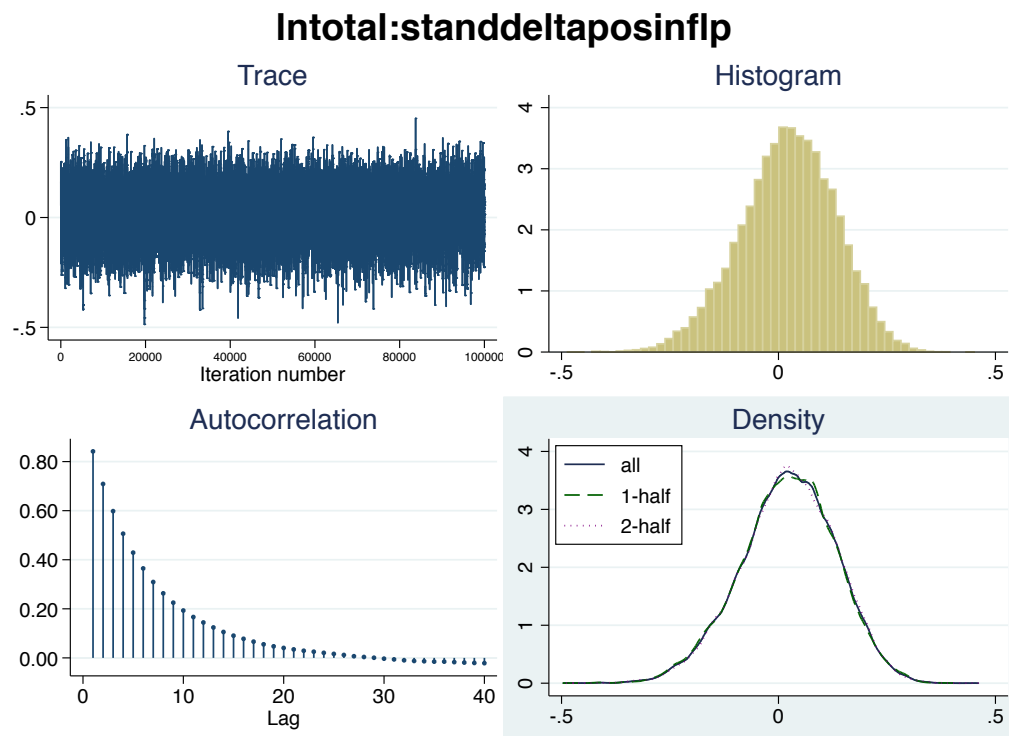 lntotal:standdeltaposinflp
Trace
.5
0
-.5
0 20000 40000 60000 80000 100000
Iteration number
Histogram
4
3
2
1
0
-.5 0 .5
Autocorrelation
0.80
0.60
0.40
0.20
0.00
0 10 20 30 40
Lag
Density
all
1-half
2-half
4
3
2
1
0
-.5 0 .5